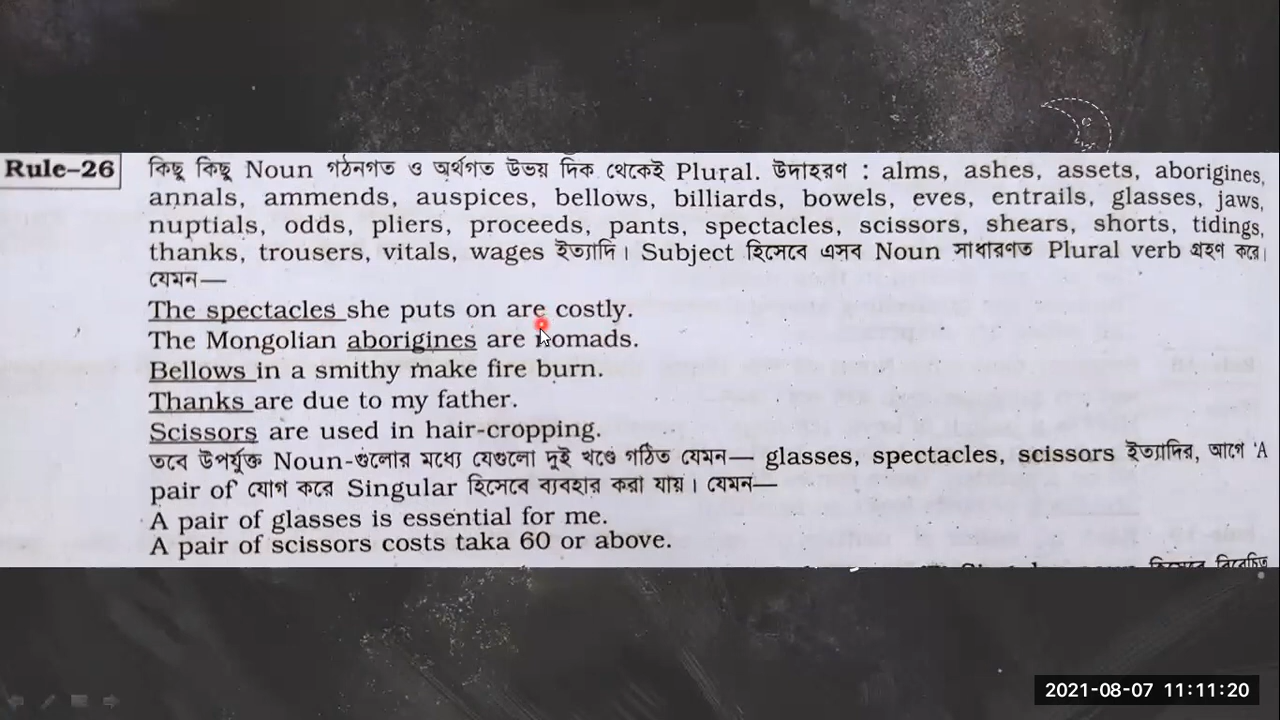 Rule–26
কিছু কিছু Noun গঠনগত ও অর্থগত উভয় দিক থেকেই Plural. উদাহরণ : alms, ashes, assets, aborigines,
annals, ammends, auspices, bellows, billiards, bowels, eves, entrails, glasses, jaws,
nuptials, odds, pliers, proceeds, pants, spectacles, scissors, shears, shorts, tidings,
thanks, trousers, vitals, wages ইত্যাদি। Subject হিসেবে এসব Noun সাধারণত Plural verb গ্রহণ করে।
যেমন—
The spectacles she puts on are costly.
The Mongolian aborigines are nomads.
Bellows in a smithy make fire burn.
Thanks are due to my father.
Scissors are used in hair-cropping.
তবে উপর্যুক্ত Noun-গুলোর মধ্যে যেগুলো দুই খণ্ডে গঠিত যেমন— glasses, spectacles, scissors ইত্যাদির, আগে 'A
pair of যোগ করে Singular হিসেবে ব্যবহার করা যায়। যেমন—
A pair of glasses is essential for me.
A pair of scissors costs taka 60 or above.
2021-08-07 11:11:20